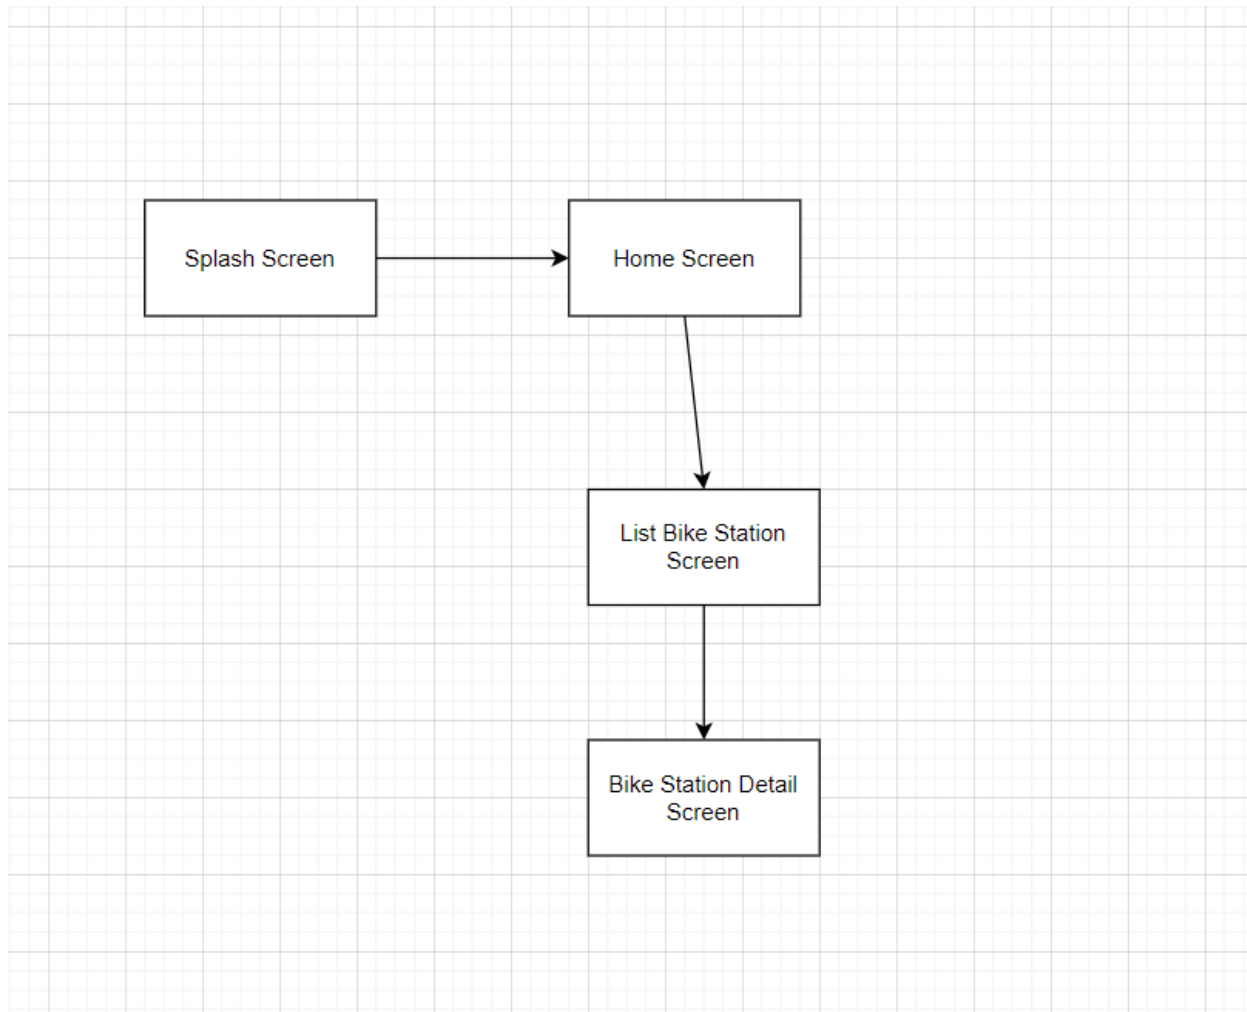 Splash Screen
Home Screen
List Bike Station
Screen
Bike Station Detail
Screen